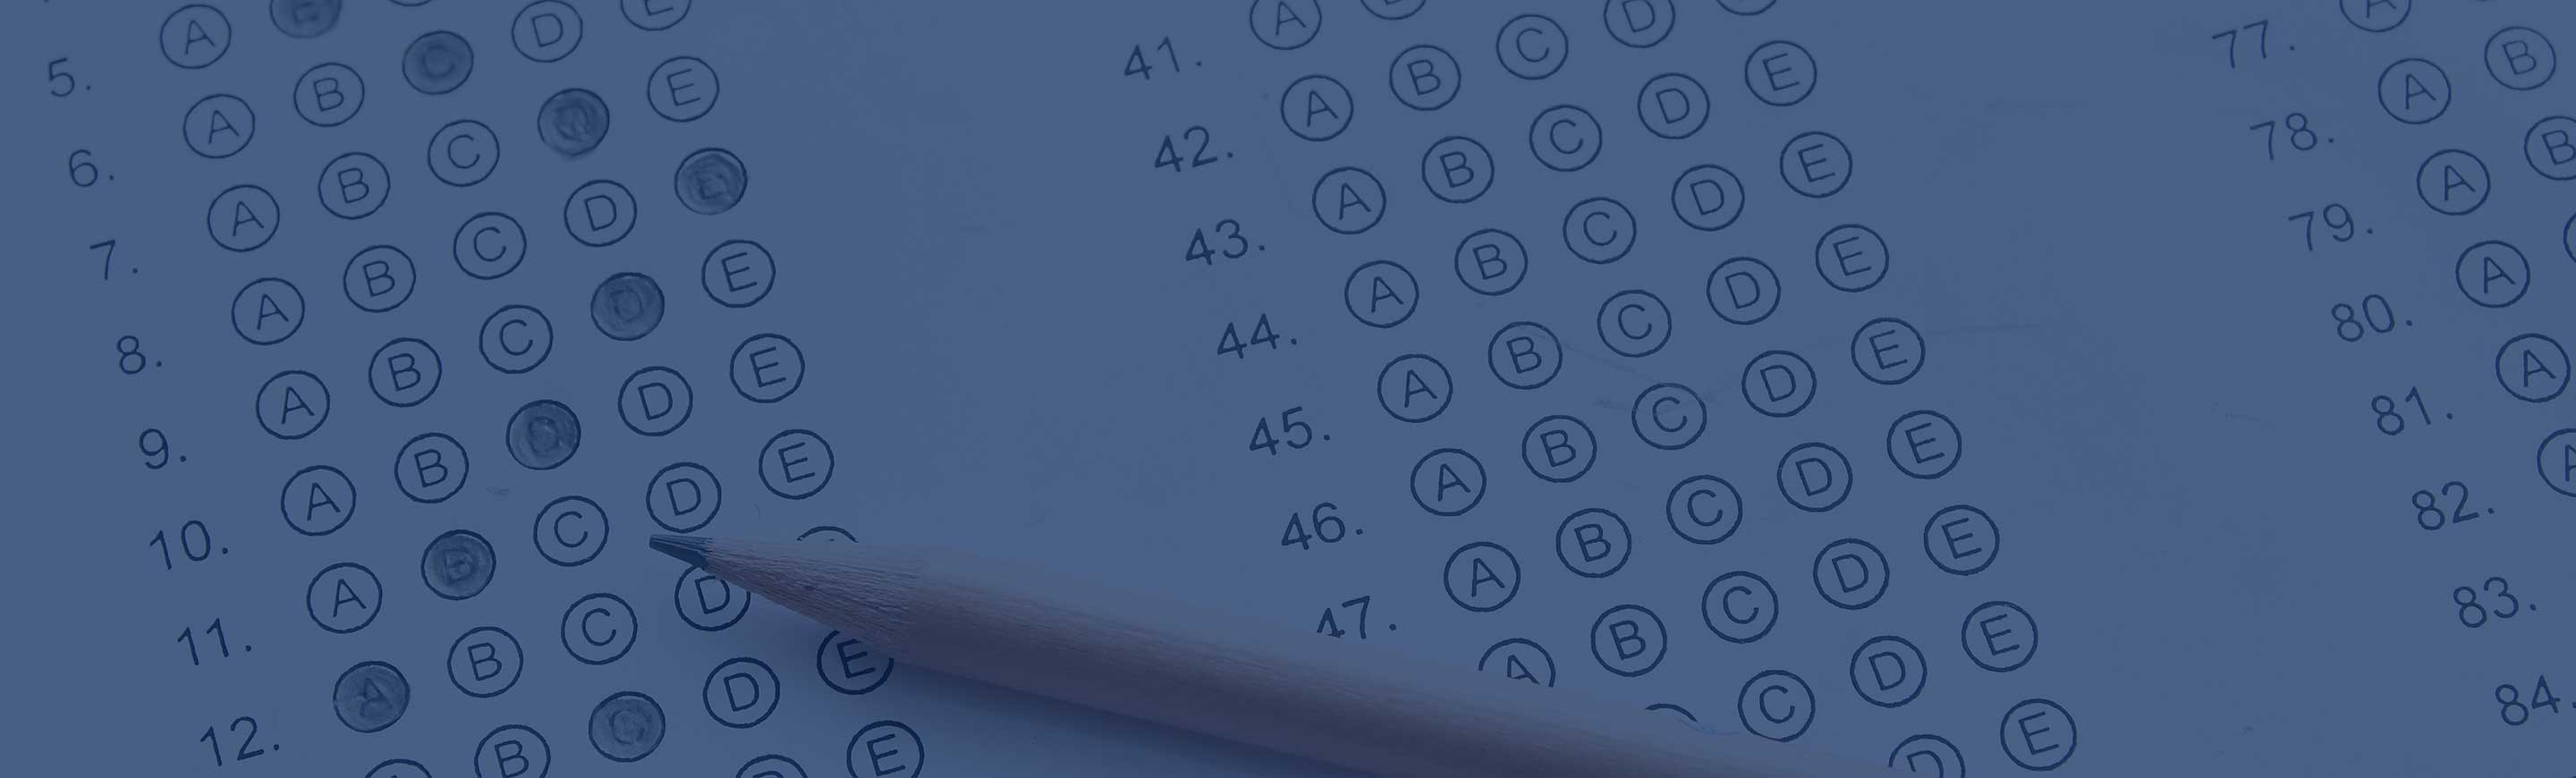 5. A B
6. A B C D E
7. A B C D E
8. A B C D E
9. A B C D E
10. A B C D E
11. A B C D E
12. A B C D
B C D E
E
41. A
42. A B C D
43. A B C D E
44. A B C D E
45. A B C D E
46. A B C D E
47. A B C D E
A B C D E
C D E
D E
77. A
78. A B
79. A B
80. A
81. A
82. A
83.
84.